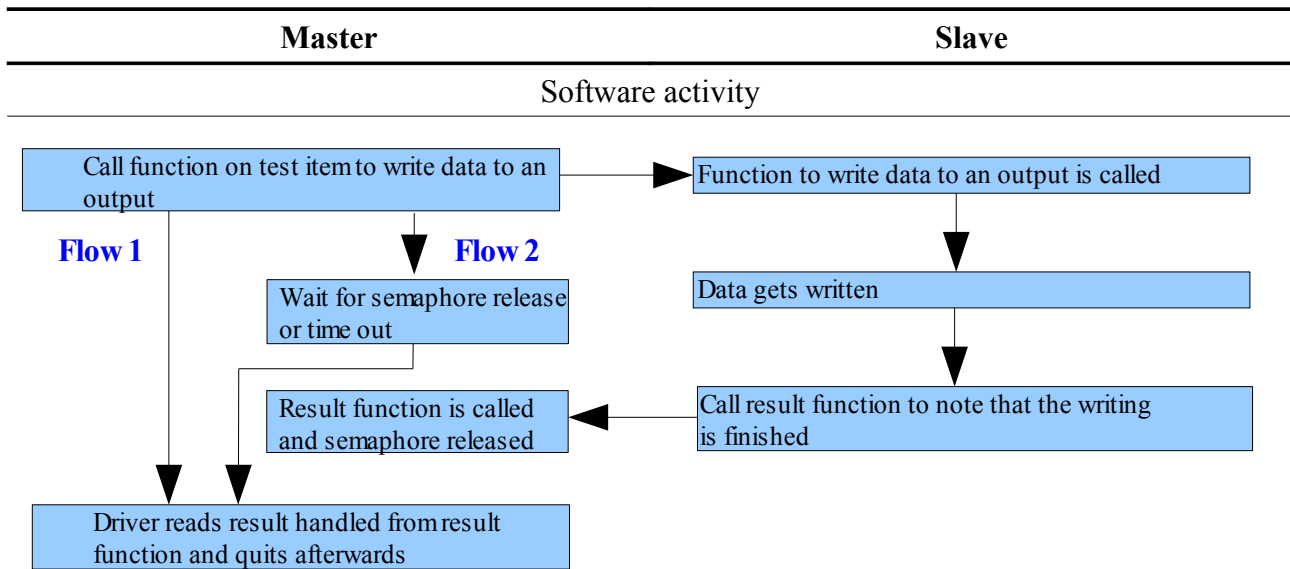 Master
Slave
Software activity
Call function on test item to write data to an
output
Function to write data to an output is called
Flow 1
Flow 2
Wait for semaphore release
or time out
Data gets written
Result function is called
and semaphore released
Call result function to note that the writing
is finished
Driver reads result handled from result
function and quits afterwards